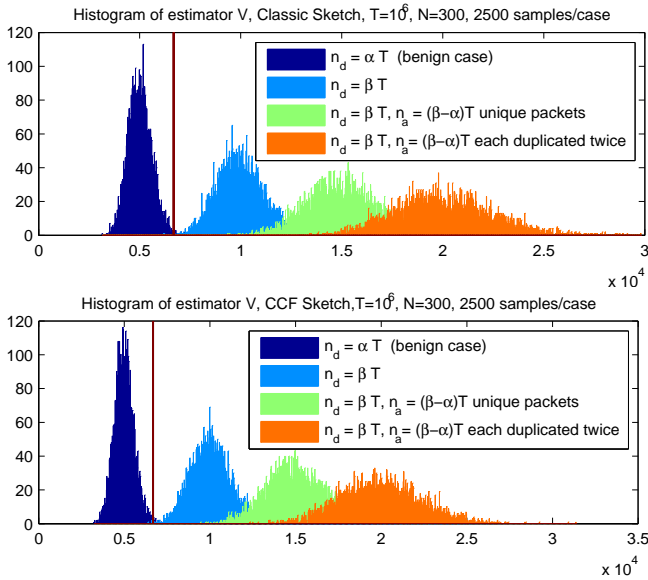 Histogram of estimator V, Classic Sketch, T=10^6, N=300, 2500 samples/case
120
100
80
60
40
20
0
n_d = α T (benign case)
n_d = β T
n_d = β T, n_a = (β−α)T unique packets
n_d = β T, n_a = (β−α)T each duplicated twice
0 0.5 1 1.5 2 2.5 3
x 10^4
Histogram of estimator V, CCF Sketch,T=10^6, N=300, 2500 samples/case
120
100
80
60
40
20
0
n_d = α T (benign case)
n_d = β T
n_d = β T, n_a = (β−α)T unique packets
n_d = β T, n_a = (β−α)T each duplicated twice
0 0.5 1 1.5 2 2.5 3 3.5
x 10^4